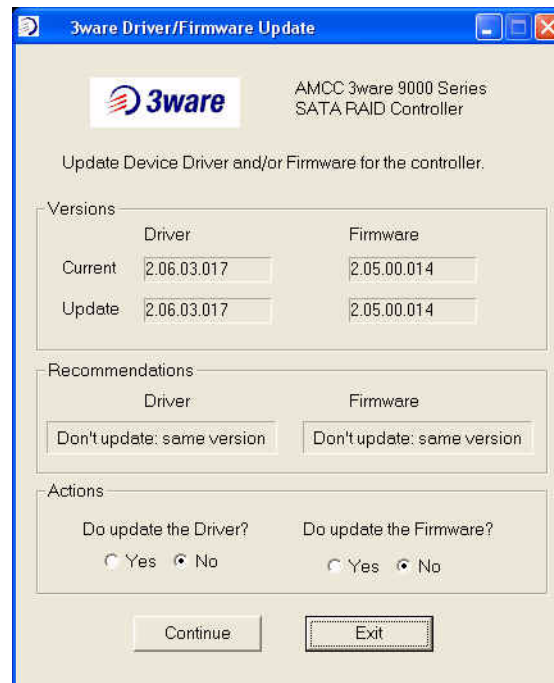 3ware Driver/Firmware Update
3ware
AMCC 3ware 9000 Series
SATA RAID Controller
Update Device Driver and/or Firmware for the controller.
Versions
Driver Firmware
Current 2.06.03.017 2.05.00.014
Update 2.06.03.017 2.05.00.014
Recommendations
Driver Firmware
Don't update: same version Don't update: same version
Actions
Do update the Driver? Do update the Firmware?
Yes No Yes No
Continue Exit